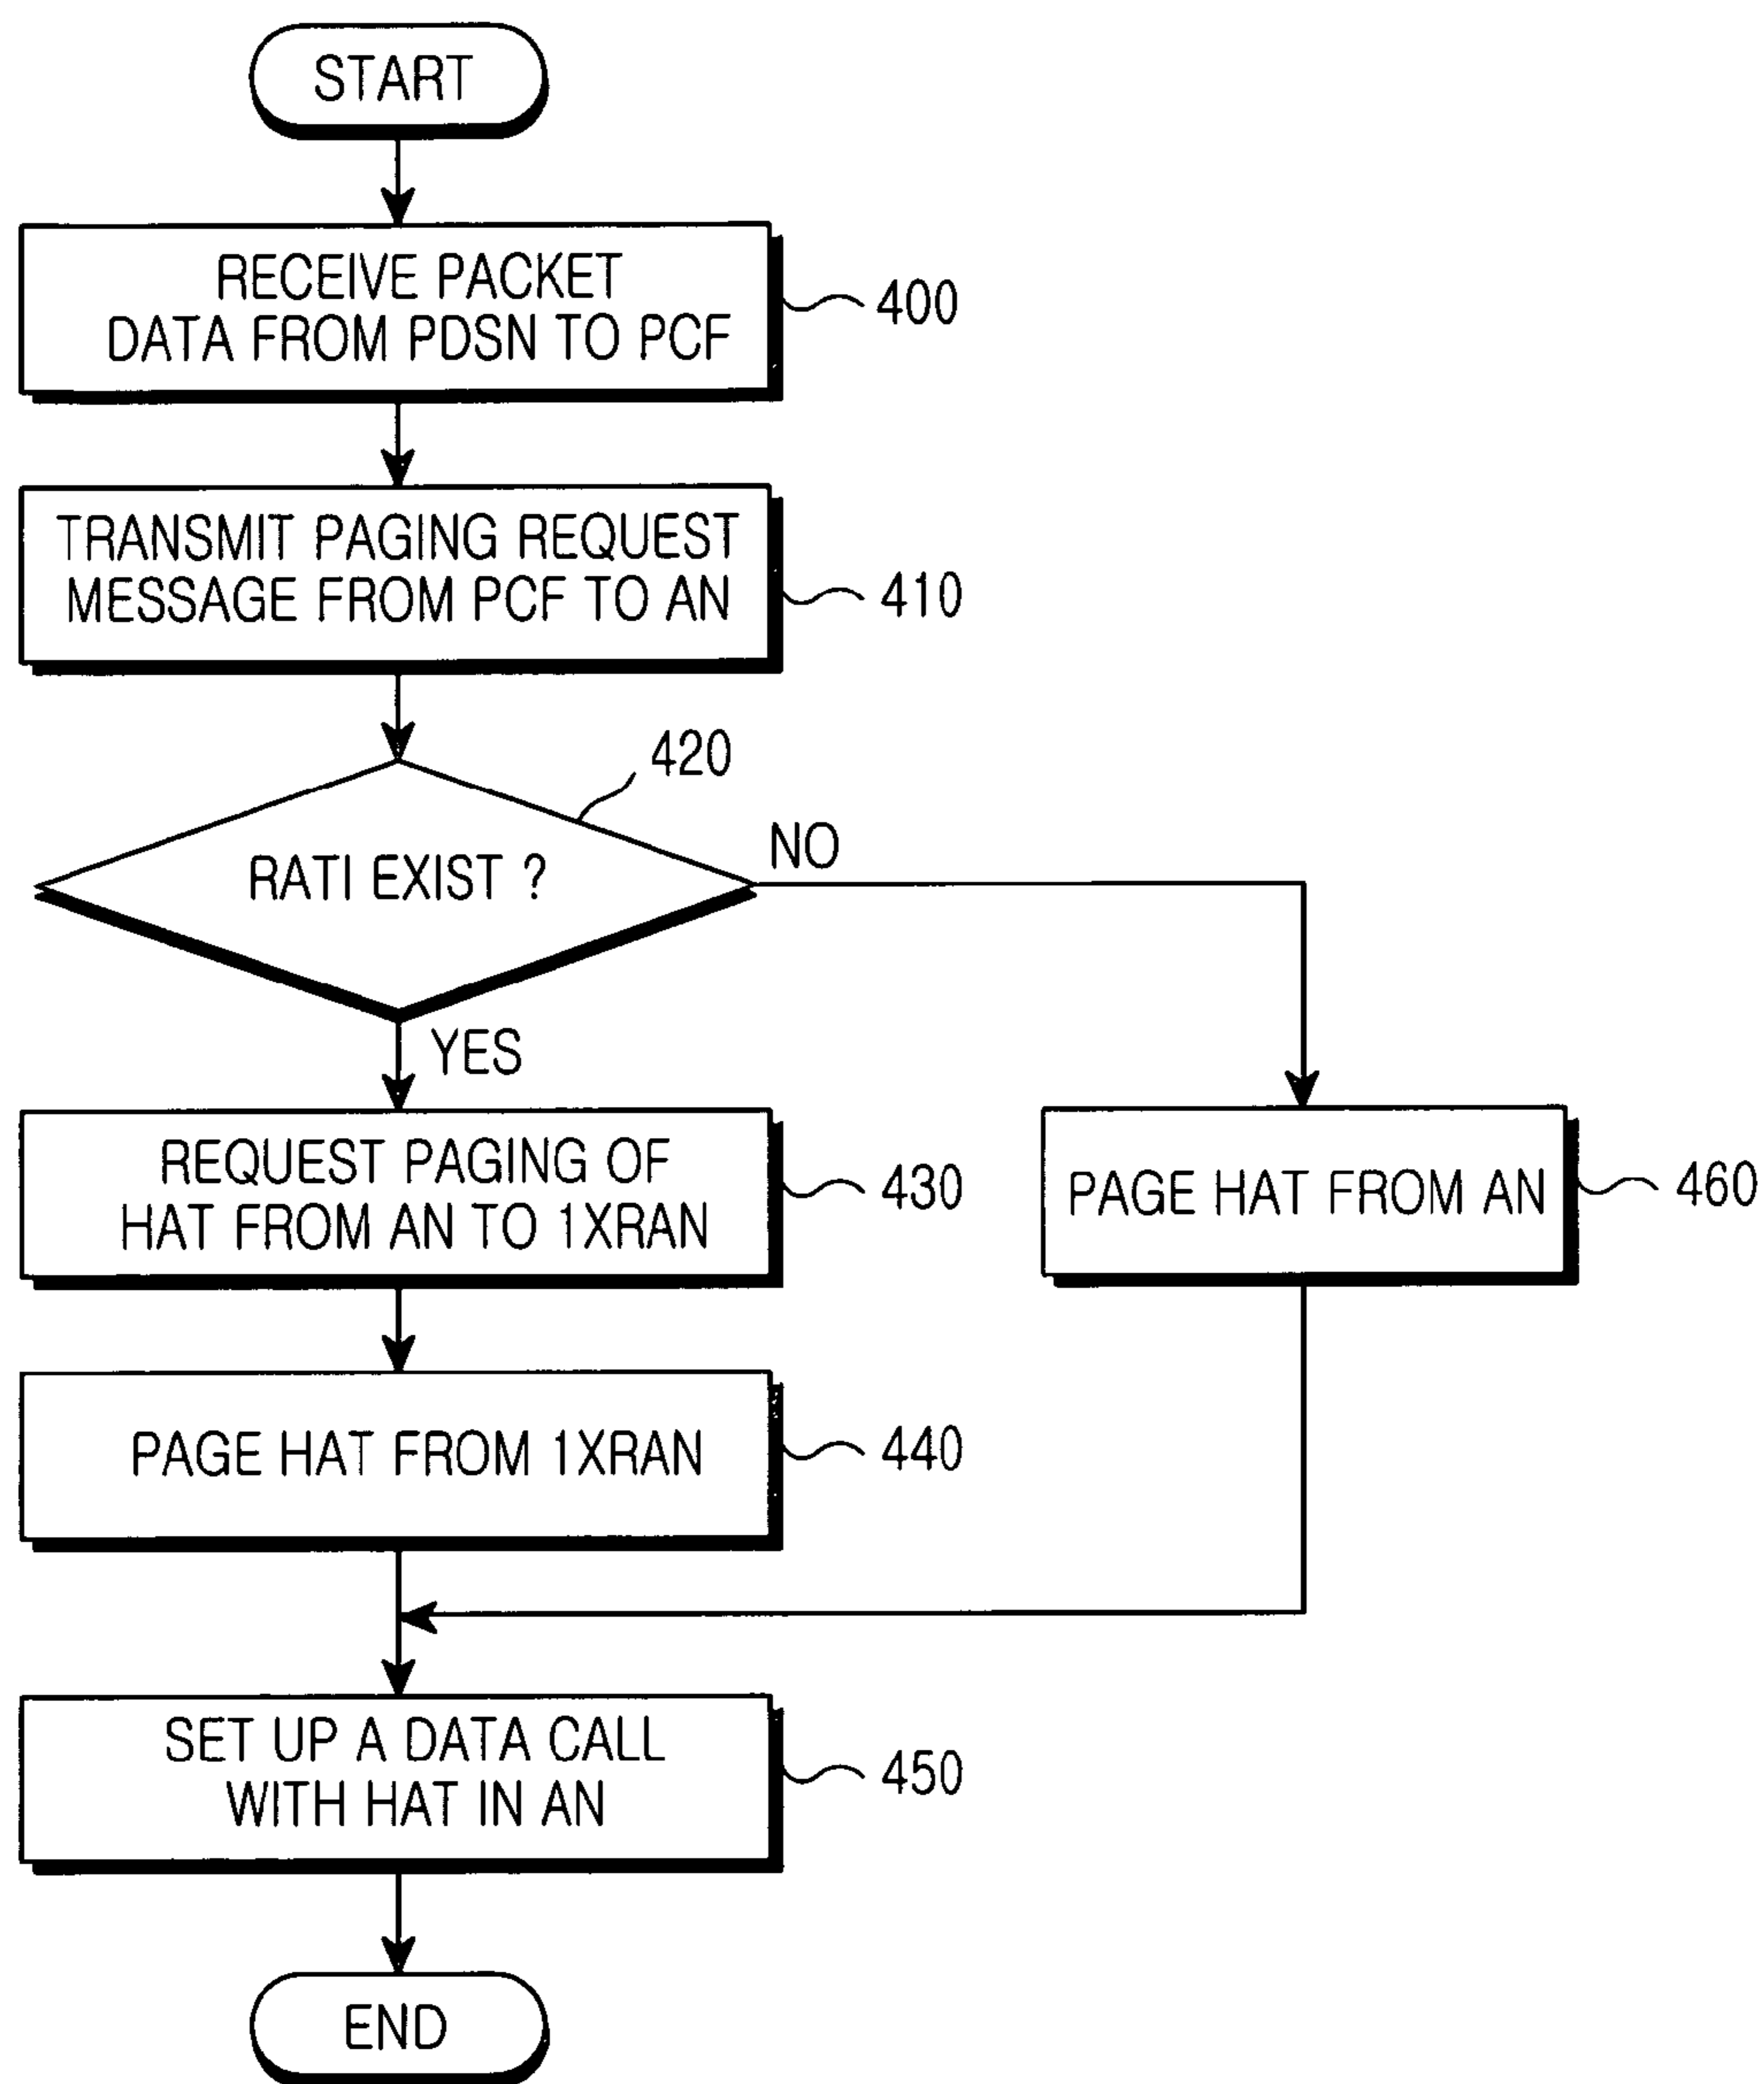 START
RECEIVE PACKET
DATA FROM PDSN TO PCF
400
TRANSMIT PAGING REQUEST
MESSAGE FROM PCF TO AN
410
420
RATI EXIST ?
NO
YES
REQUEST PAGING OF
HAT FROM AN TO 1XRAN
430
PAGE HAT FROM AN
460
PAGE HAT FROM 1XRAN
440
SET UP A DATA CALL
WITH HAT IN AN
450
END